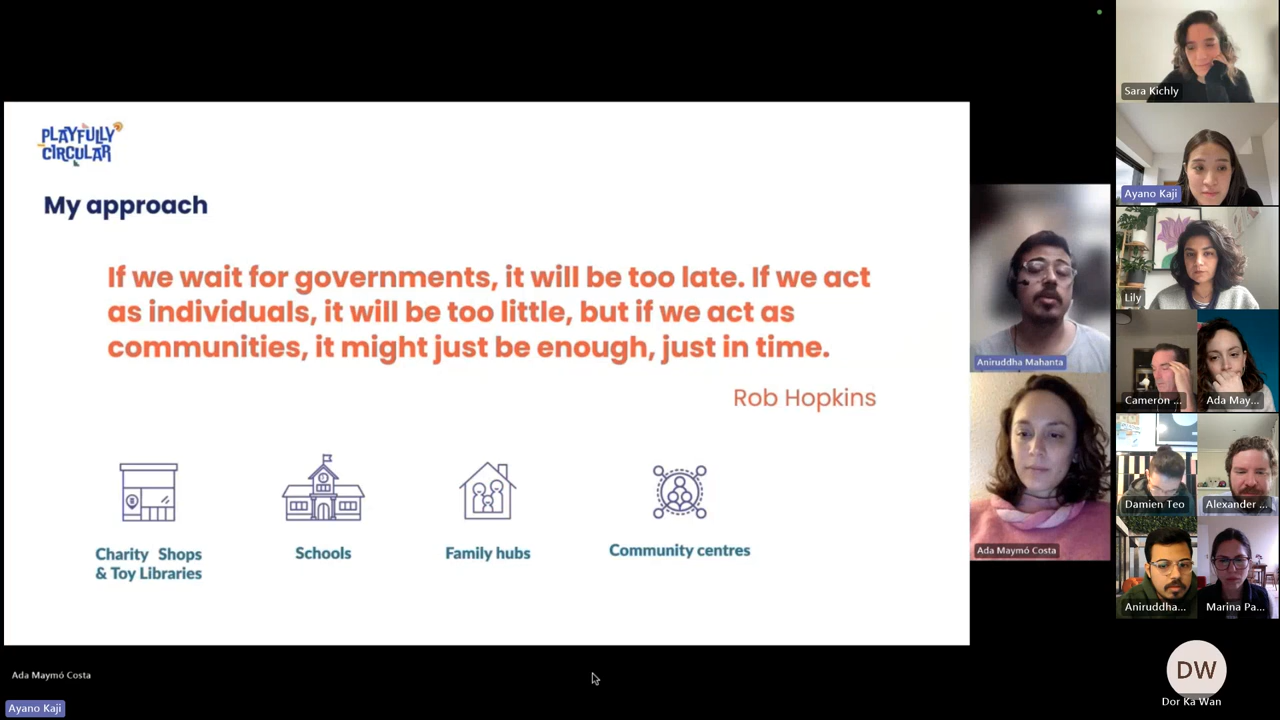 PLAYFULLY
CIRCULAR
My approach
If we wait for governments, it will be too late. If we act
as individuals, it will be too little, but if we act as
communities, it might just be enough, just in time.
Rob Hopkins
Charity Shops
& Toy Libraries
Schools
Family hubs
Community centres
Aniruddha Mahanta
Ada Maymó Costa
Sara Kichly
Ayano Kaji
Lily
Cameron ...
Ada May...
Damien Teo
Alexander ...
Aniruddha...
Marina Pa...
DW
Dor Ka Wan
Ada Maymó Costa
Ayano Kaji